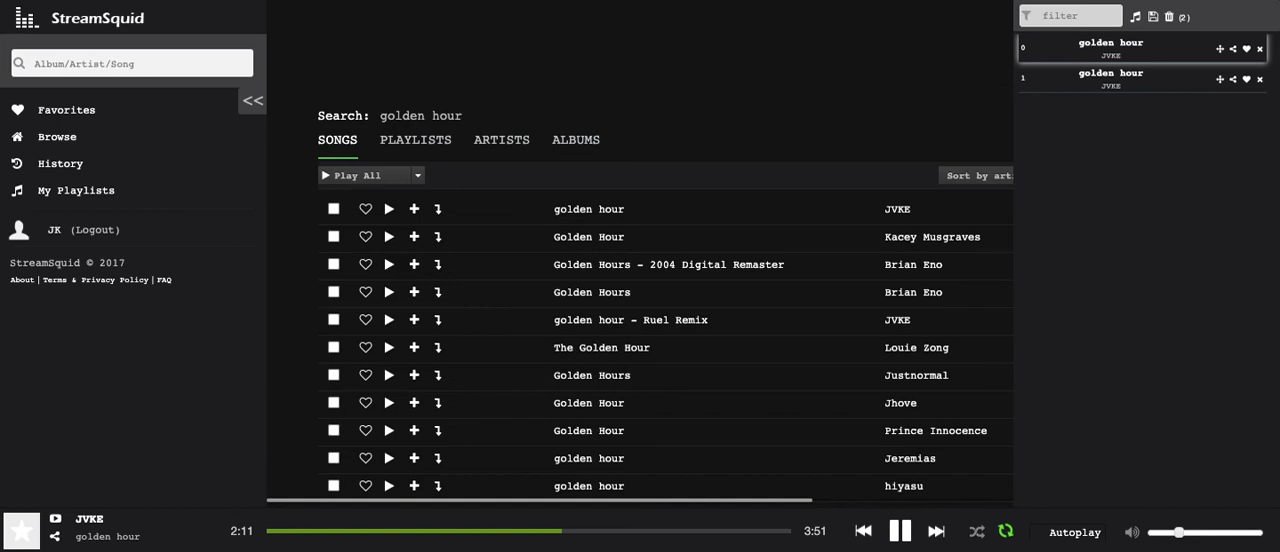 StreamSquid
Album/Artist/Song
<<
Favorites
Browse
History
My Playlists
JK (Logout)
StreamSquid © 2017
About | Terms & Privacy Policy | FAQ
Search: golden hour
SONGS PLAYLISTS ARTISTS ALBUMS
Play All
Sort by art
golden hour JVKE
Golden Hour Kacey Musgraves
Golden Hours - 2004 Digital Remaster Brian Eno
Golden Hours Brian Eno
golden hour - Ruel Remix JVKE
The Golden Hour Louie Zong
Golden Hours Justnormal
Golden Hour Jhove
Golden Hour Prince Innocence
golden hour Jeremias
golden hour hiyasu
filter (2)
0 golden hour
JVKE
1 golden hour
JVKE
JVKE
golden hour
2:11 3:51 Autoplay